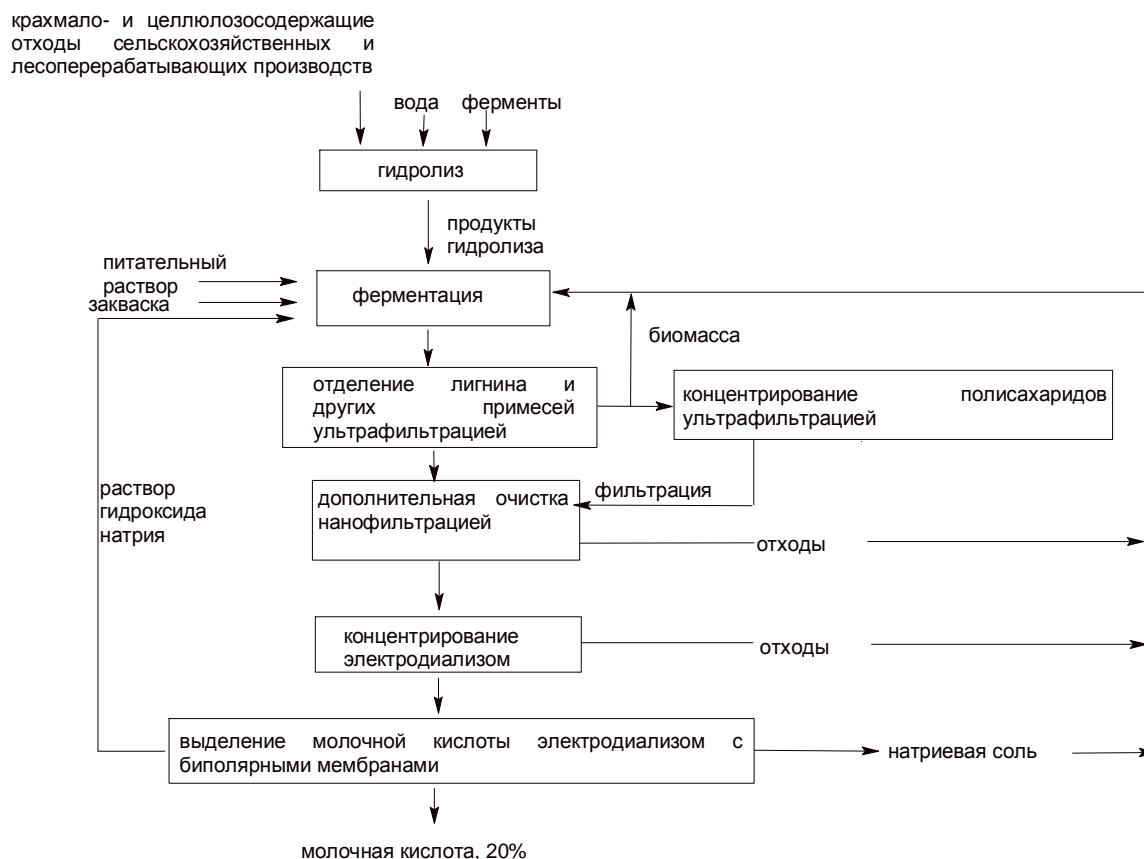 крахмало- и целлюлозосодержащие
отходы сельскохозяйственных и
лесоперерабатывающих производств
вода ферменты
гидролиз
продукты
гидролиза
питательный
раствор
закваска
ферментация
биомасса
отделение лигнина и
других примесей
ультрафильтрацией
концентрирование полисахаридов
ультрафильтрацией
раствор
гидроксида
натрия
фильтрация
дополнительная очистка
нанофильтрацией
отходы
концентрирование
электродиализом
отходы
выделение молочной кислоты электродиализом с
биполярными мембранами
натриевая соль
молочная кислота, 20%